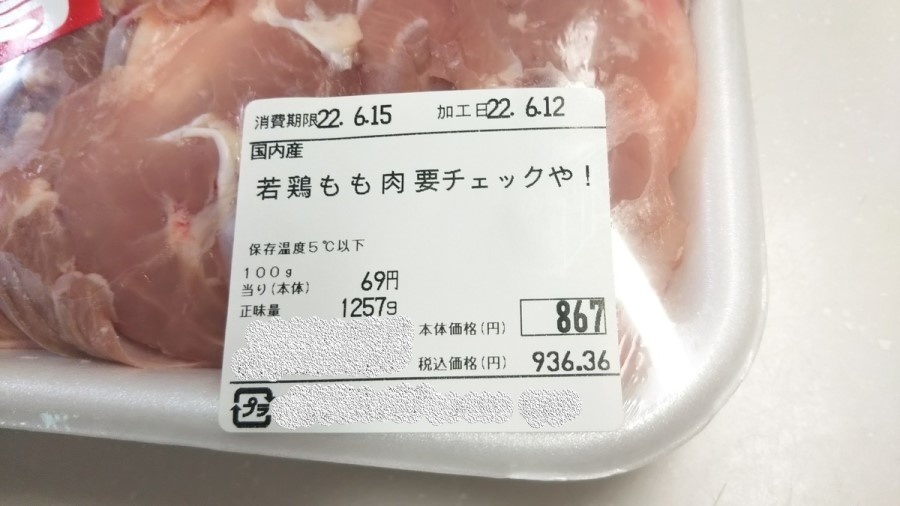 消費期限22. 6.15 加工日22. 6.12
国内産
若鶏もも肉要チェックや！
保存温度5℃以下
100g
当り(本体) 69円
正味量 1257g
本体価格(円) 867
税込価格(円) 936.36
プラ